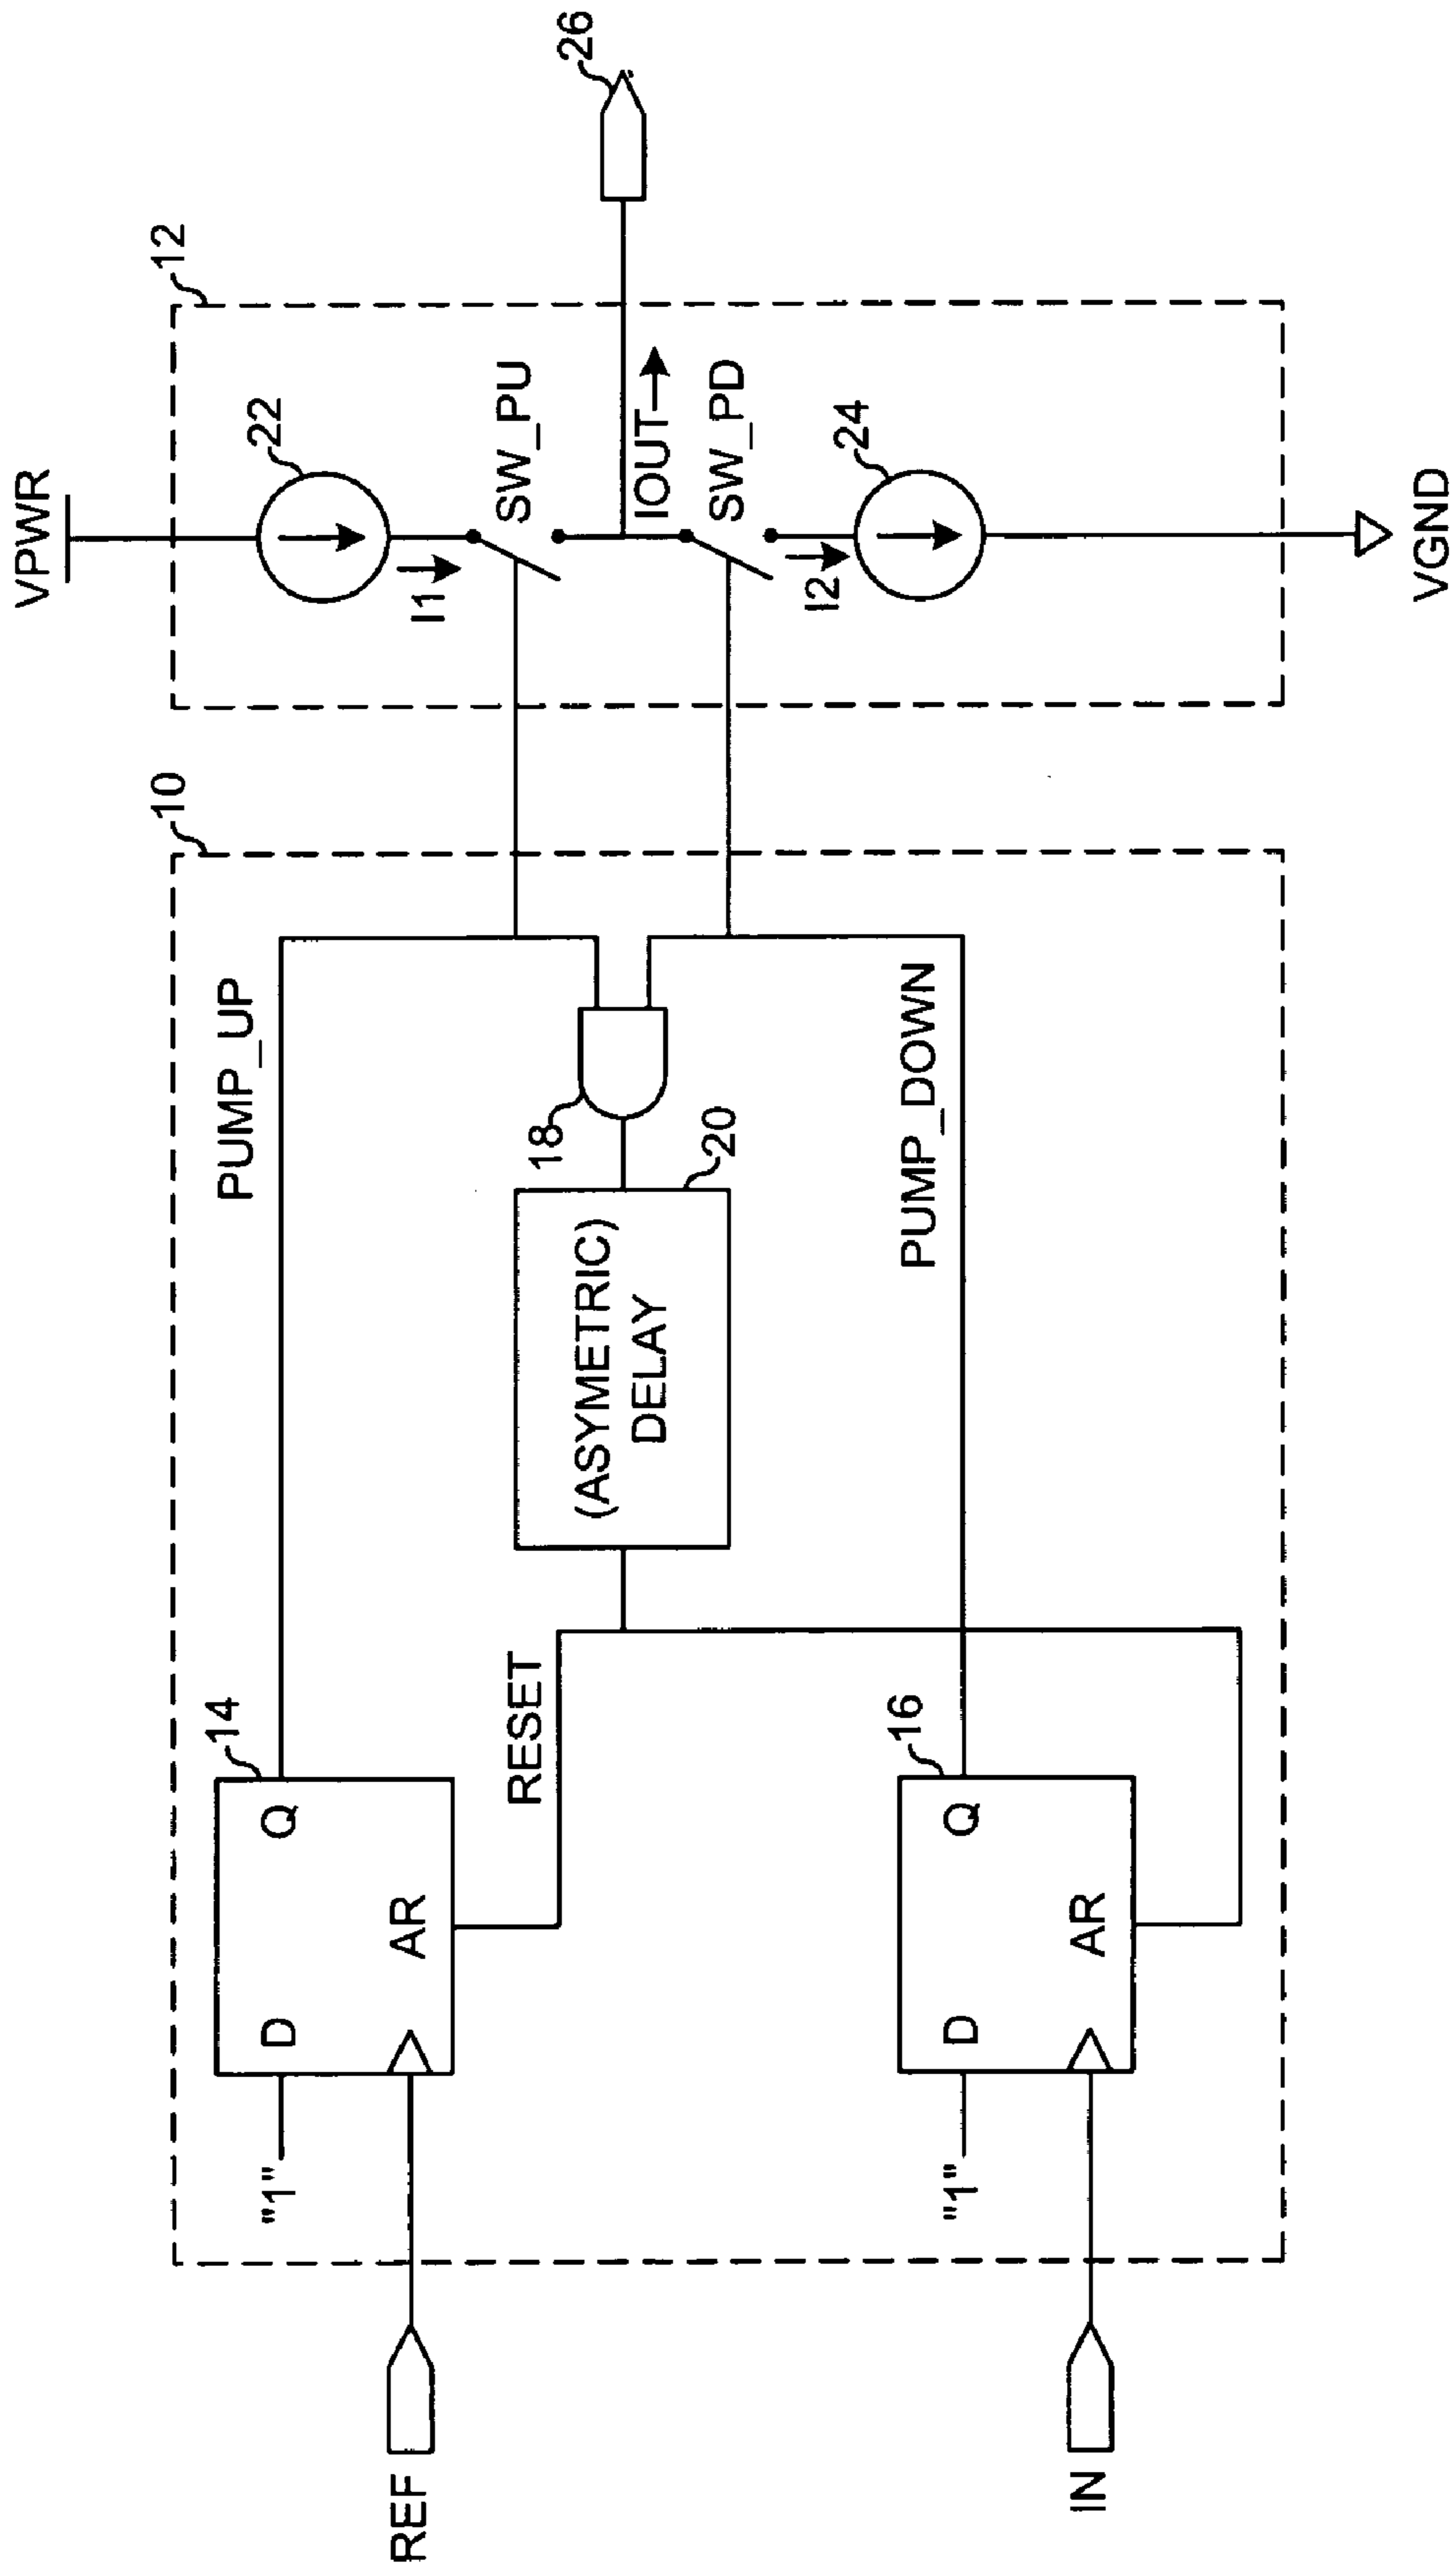 VPWR
10
12
14
PUMP_UP
22
D
Q
"1"
I1
AR
SW_PU
REF
RESET
18
26
(ASYMETRIC)
DELAY
IOUT
20
SW_PD
I2
24
16
PUMP_DOWN
D
Q
"1"
AR
IN
VGND